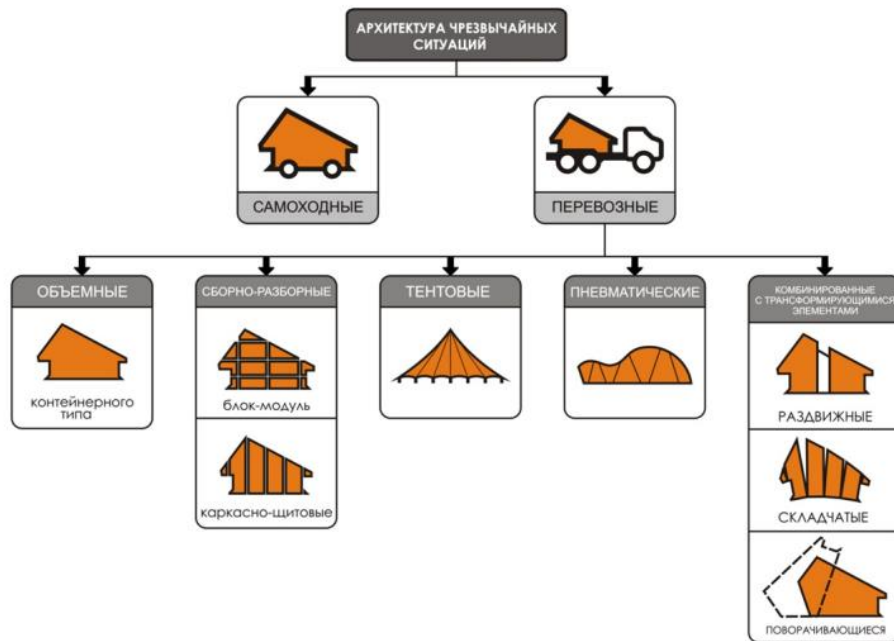 АРХИТЕКТУРА ЧРЕЗВЫЧАЙНЫХ
СИТУАЦИЙ
САМОХОДНЫЕ
ПЕРЕВОЗНЫЕ
ОБЪЕМНЫЕ
контейнерного
типа
СБОРНО-РАЗБОРНЫЕ
блок-модуль
каркасно-щитовые
ТЕНТОВЫЕ
ПНЕВМАТИЧЕСКИЕ
КОМБИНИРОВАННЫЕ
С ТРАНСФОРМИРУЮЩИМИСЯ
ЭЛЕМЕНТАМИ
РАЗДВИЖНЫЕ
СКЛАДЧАТЫЕ
ПОВОРАЧИВАЮЩИЕСЯ